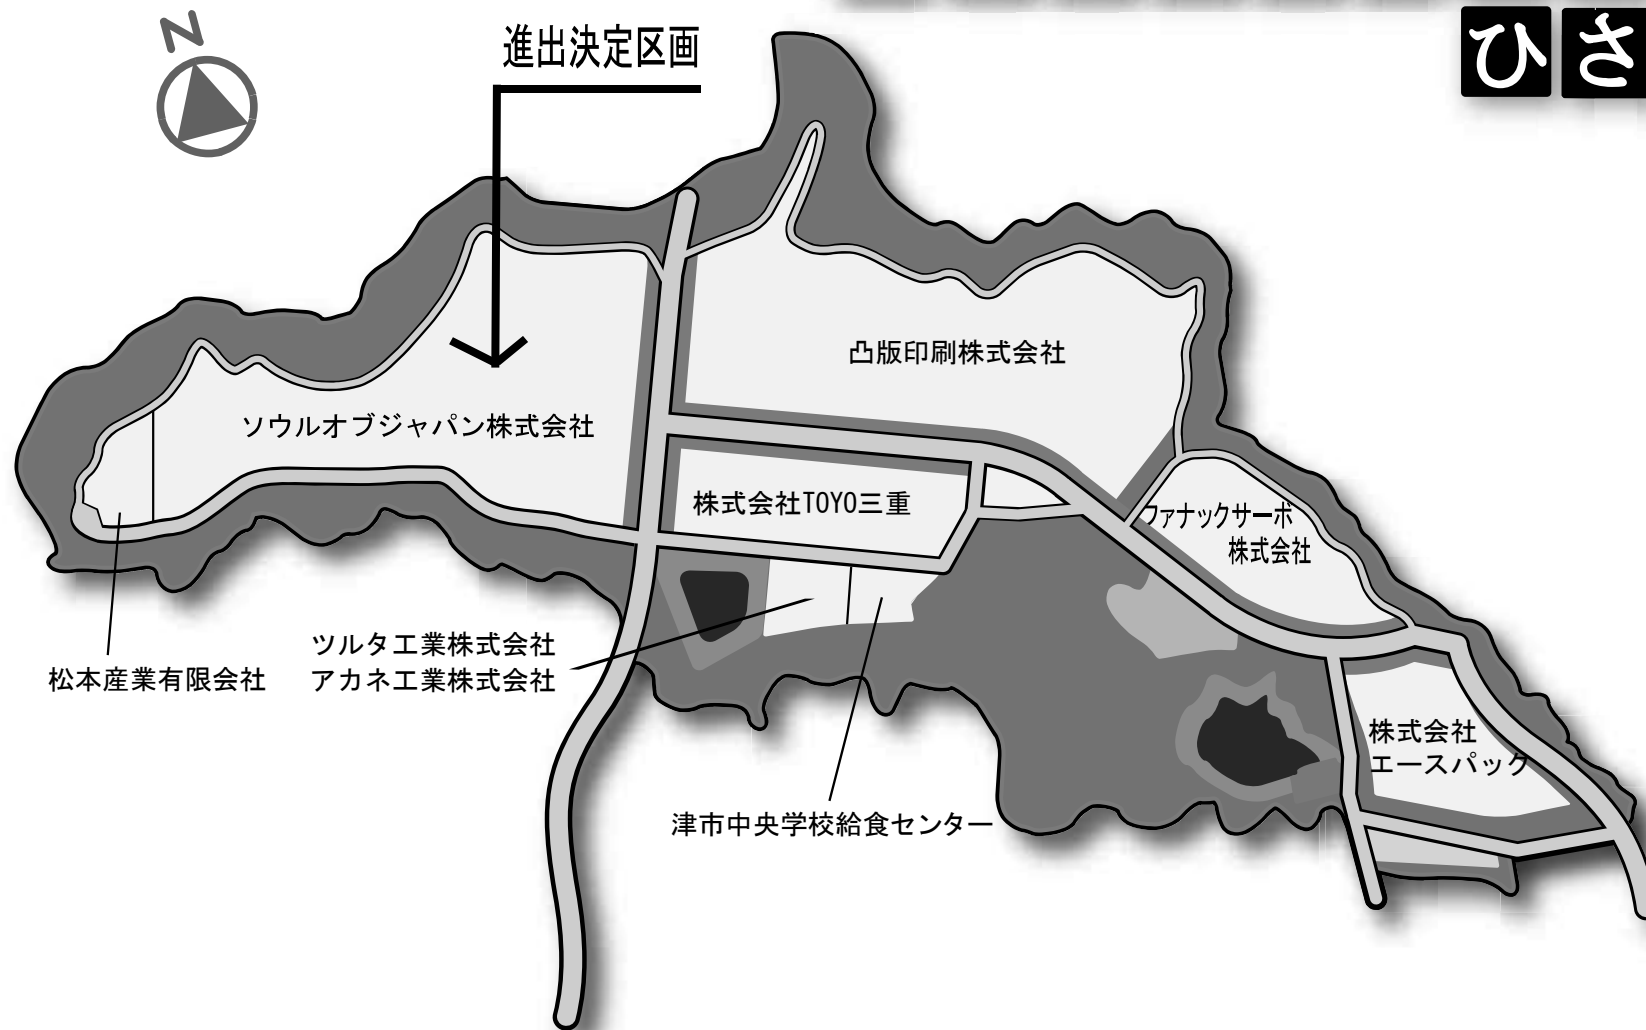 N
進出決定区画
ひさ
凸版印刷株式会社
ソウルオブジャパン株式会社
株式会社TOYO三重
ファナックサーボ
株式会社
ツルタ工業株式会社
アカネ工業株式会社
松本産業有限会社
株式会社
エースパック
津市中央学校給食センター